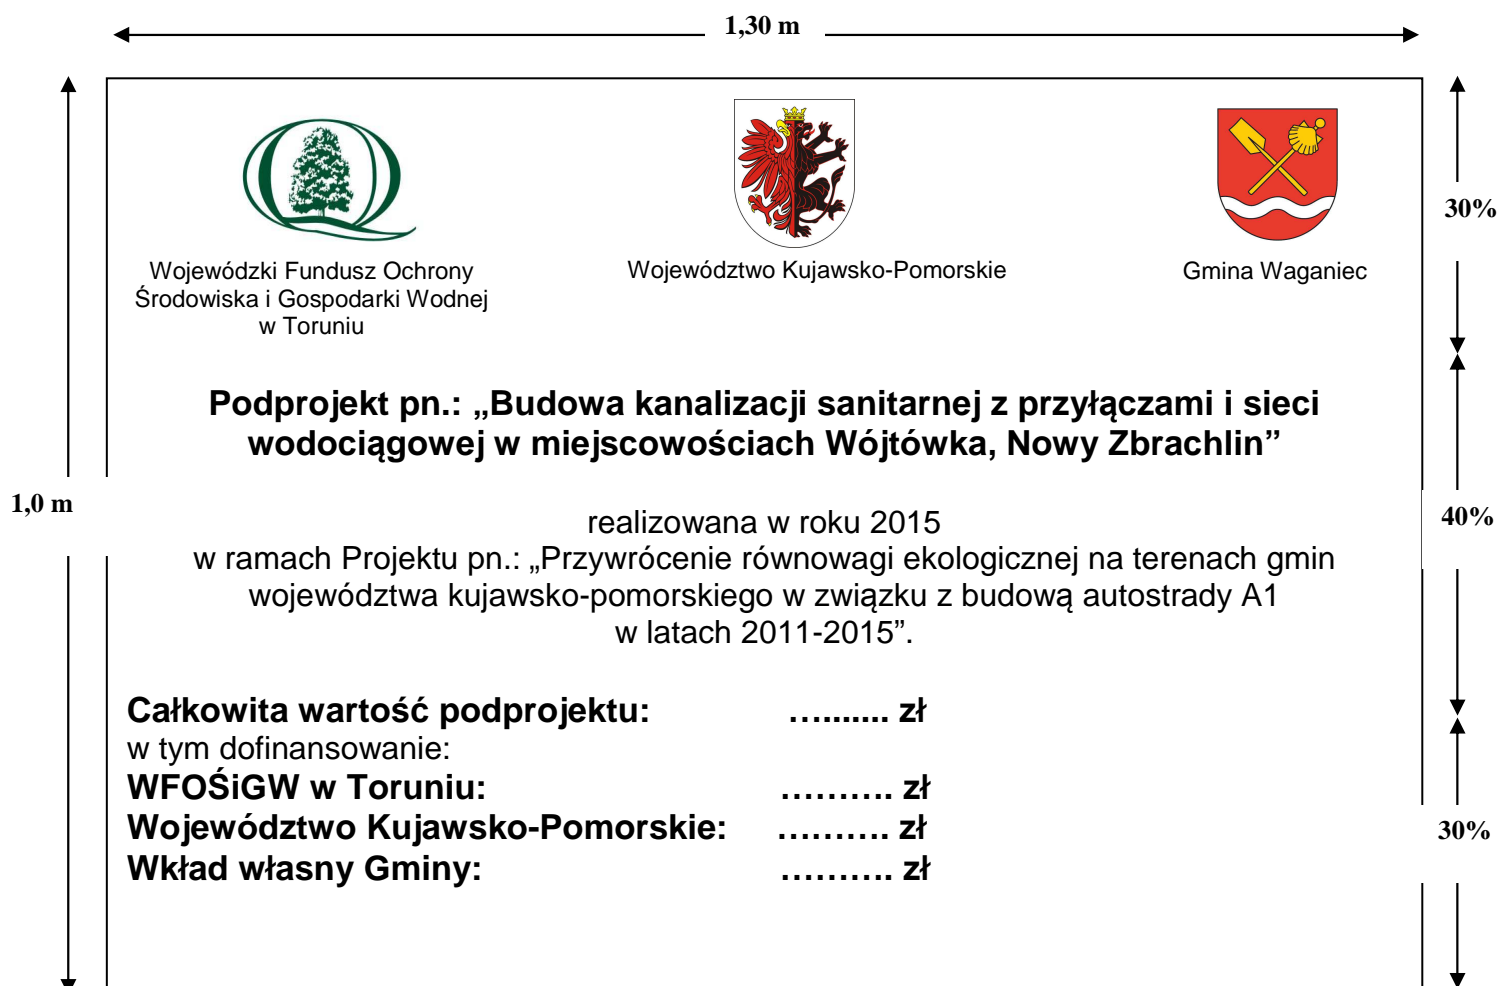 1,30 m
Wojewódzki Fundusz Ochrony
Środowiska i Gospodarki Wodnej
w Toruniu
Województwo Kujawsko-Pomorskie
Gmina Waganiec
30%
Podprojekt pn.: „Budowa kanalizacji sanitarnej z przyłączami i sieci
wodociągowej w miejscowościach Wójtówka, Nowy Zbrachlin”
1,0 m
realizowana w roku 2015
40%
w ramach Projektu pn.: „Przywrócenie równowagi ekologicznej na terenach gmin
województwa kujawsko-pomorskiego w związku z budową autostrady A1
w latach 2011-2015”.
Całkowita wartość podprojektu: …....... zł
w tym dofinansowanie:
WFOŚiGW w Toruniu: ………. zł
Województwo Kujawsko-Pomorskie: ………. zł
30%
Wkład własny Gminy: ………. zł